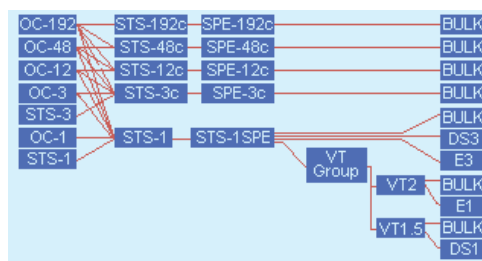 OC-192 STS-192c SPE-192c BULK
OC-48 STS-48c SPE-48c BULK
OC-12 STS-12c SPE-12c BULK
OC-3 STS-3c SPE-3c BULK
STS-3 BULK
OC-1 STS-1 STS-1SPE DS3
STS-1 E3
VT
Group
VT2 BULK
E1
VT1.5 BULK
DS1